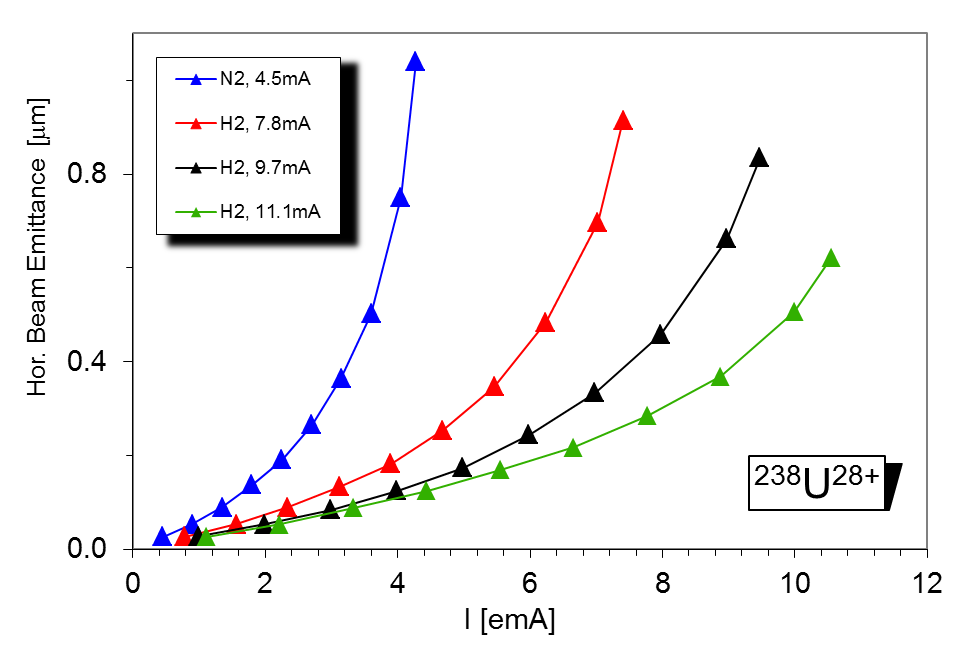 N2, 4.5mA
H2, 7.8mA
H2, 9.7mA
H2, 11.1mA
Hor. Beam Emittance [μm]
0.8
0.4
0.0
238U28+
0 2 4 6 8 10 12
I [emA]